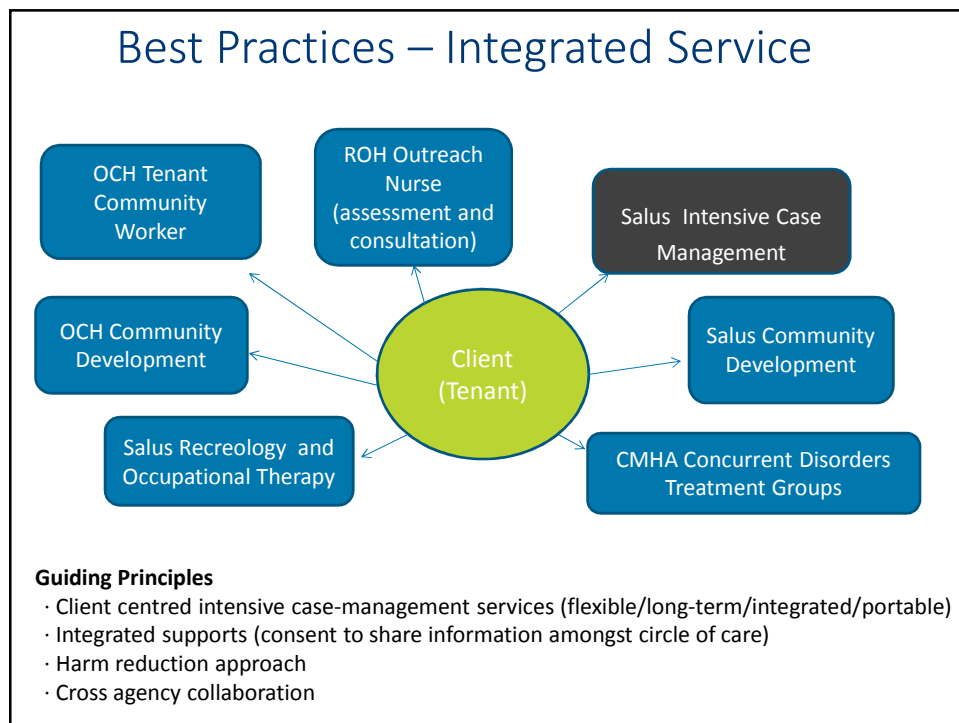 Best Practices – Integrated Service
OCH Tenant
Community
Worker
ROH Outreach
Nurse
(assessment and
consultation)
Salus Intensive Case
Management
OCH Community
Development
Client
(Tenant)
Salus Community
Development
Salus Recreology and
Occupational Therapy
CMHA Concurrent Disorders
Treatment Groups
Guiding Principles
· Client centred intensive case-management services (flexible/long-term/integrated/portable)
· Integrated supports (consent to share information amongst circle of care)
· Harm reduction approach
· Cross agency collaboration